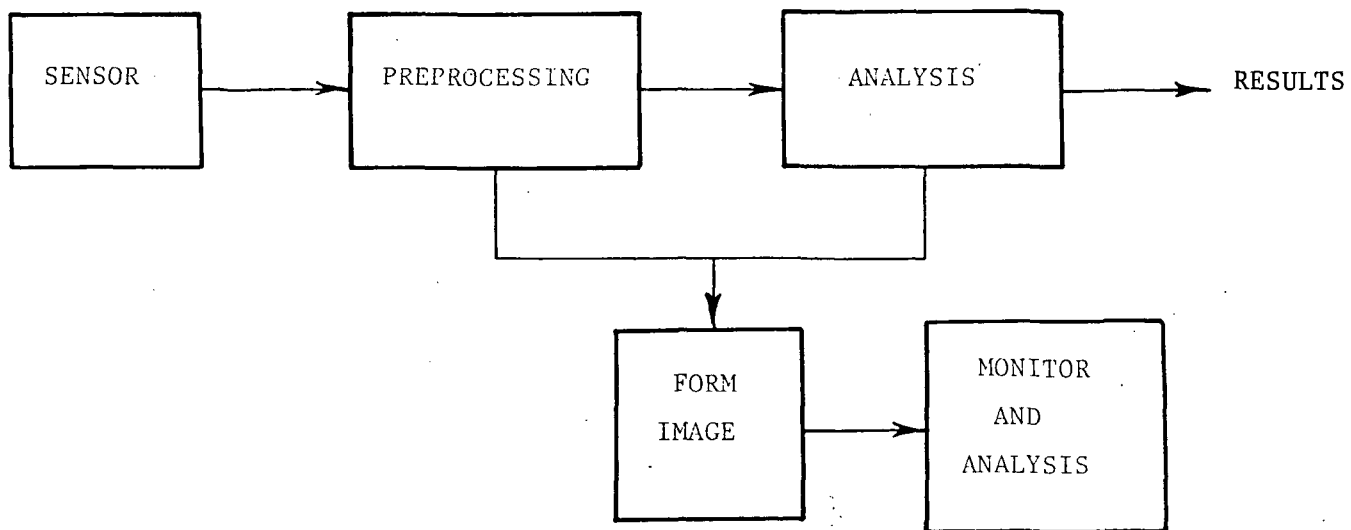 SENSOR
PREPROCESSING
ANALYSIS
RESULTS
FORM
IMAGE
MONITOR
AND
ANALYSIS